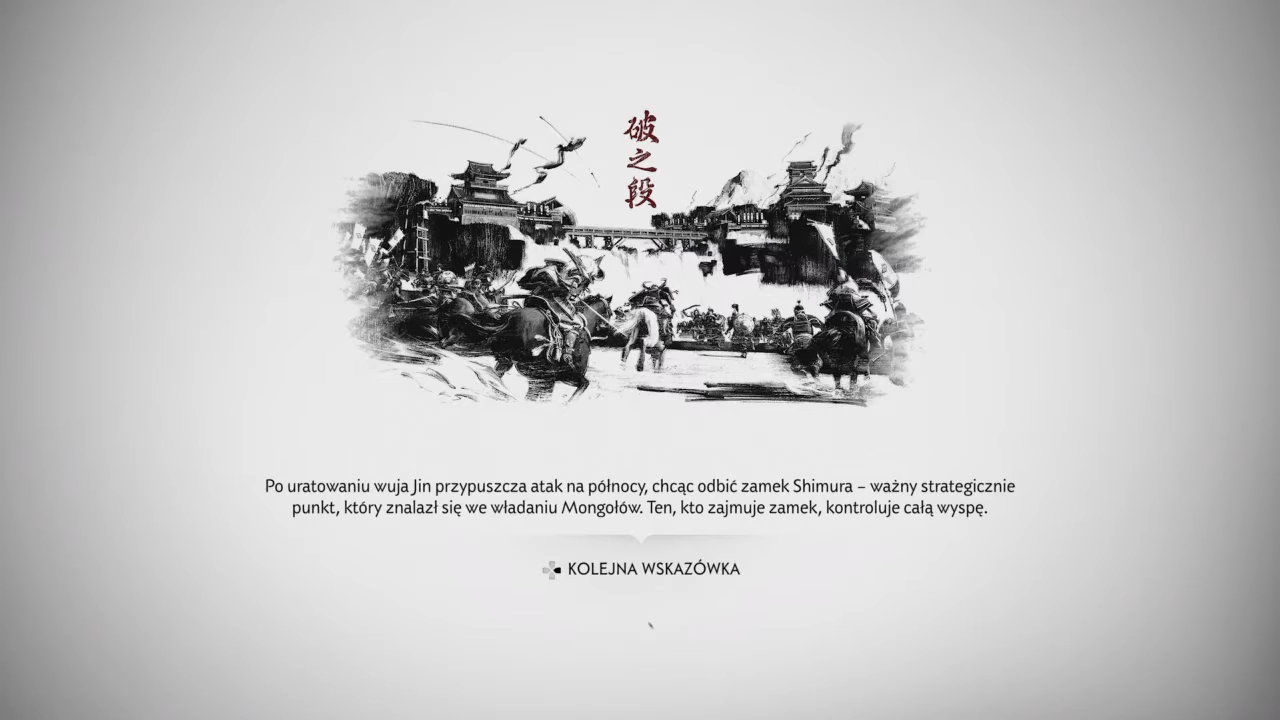 破之段
Po uratowaniu wuja Jin przypuszcza atak na północy, chcąc odbić zamek Shimura – ważny strategicznie
punkt, który znalazł się we władaniu Mongołów. Ten, kto zajmuje zamek, kontroluje całą wyspę.
KOLEJNA WSKAZÓWKA